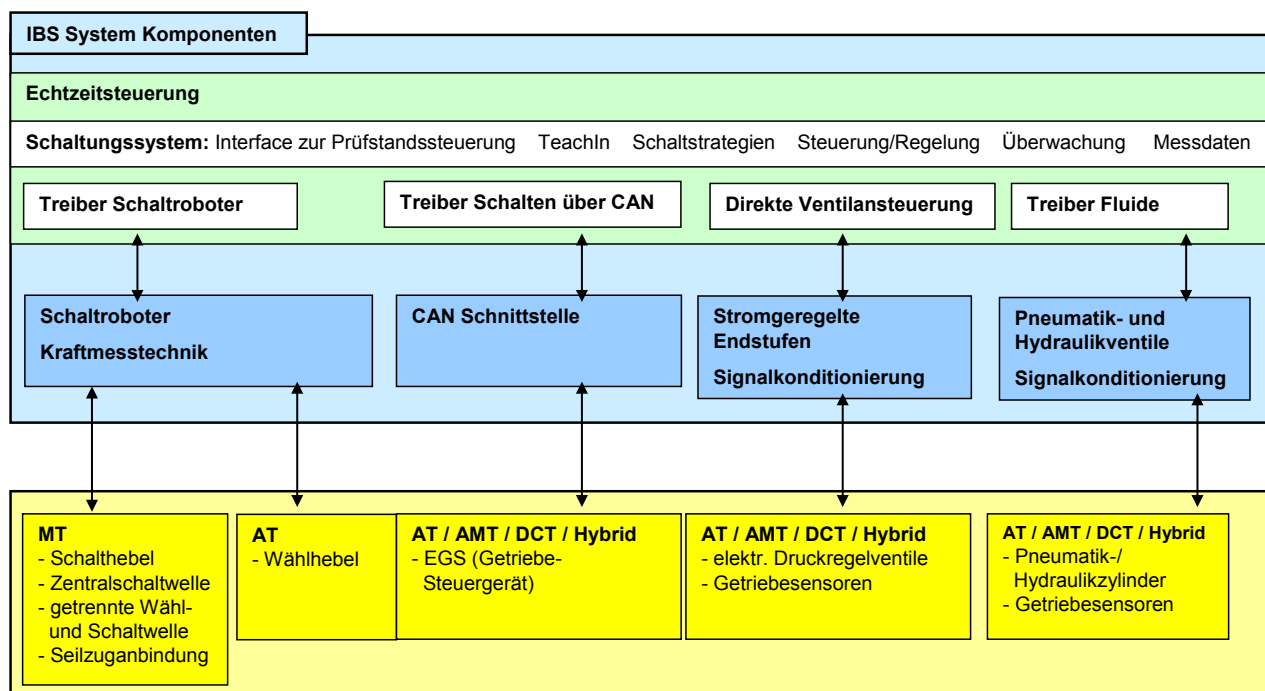 IBS System Komponenten
Echtzeitsteuerung
Schaltungssystem: Interface zur Prüfstandssteuerung TeachIn Schaltstrategien Steuerung/Regelung Überwachung Messdaten
Treiber Schaltroboter
Treiber Schalten über CAN
Direkte Ventilansteuerung
Treiber Fluide
Schaltroboter
Kraftmesstechnik
CAN Schnittstelle
Stromgeregelte
Endstufen
Signalkonditionierung
Pneumatik- und
Hydraulikventile
Signalkonditionierung
MT
- Schalthebel
- Zentralschaltwelle
- getrennte Wähl-
und Schaltwelle
- Seilzuganbindung
AT
- Wählhebel
AT / AMT / DCT / Hybrid
- EGS (Getriebe-
Steuergerät)
AT / AMT / DCT / Hybrid
- elektr. Druckregelventile
- Getriebesensoren
AT / AMT / DCT / Hybrid
- Pneumatik-/
Hydraulikzylinder
- Getriebesensoren